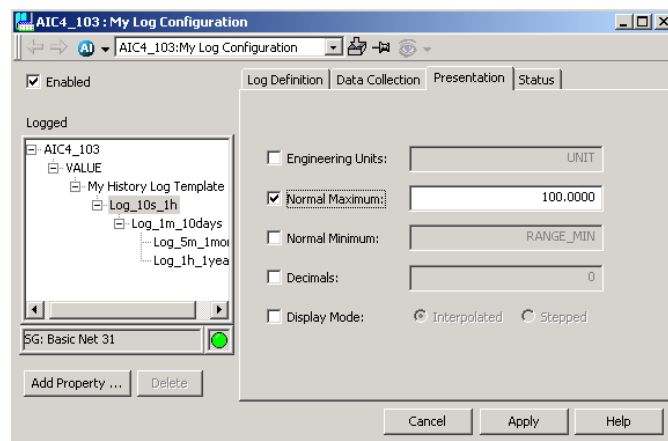 AIC4_103 : My Log Configuration
AIC4_103:My Log Configuration
Enabled
Log Definition Data Collection Presentation Status
Logged
AIC4_103
VALUE
My History Log Template
Log_10s_1h
Log_1m_10days
Log_5m_1mo
Log_1h_1yea
SG: Basic Net 31
Add Property ... Delete
Engineering Units: UNIT
Normal Maximum: 100.0000
Normal Minimum: RANGE_MIN
Decimals: 0
Display Mode: Interpolated Stepped
Cancel Apply Help